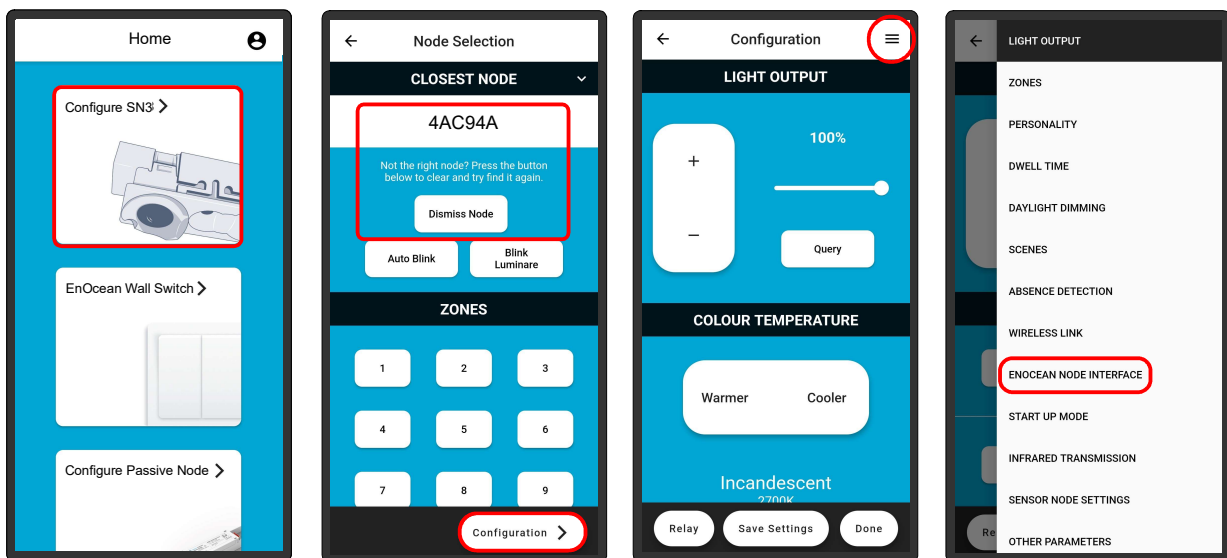 Home
Configure SN3
EnOcean Wall Switch
Configure Passive Node
Node Selection
CLOSEST NODE
4AC94A
Not the right node? Press the button
below to clear and try find it again.
Dismiss Node
Auto Blink
Blink
Luminare
ZONES
1 2 3
4 5 6
7 8 9
Configuration
Configuration
LIGHT OUTPUT
+
100%
−
Query
COLOUR TEMPERATURE
Warmer Cooler
Incandescent
2700K
Relay Save Settings Done
LIGHT OUTPUT
ZONES
PERSONALITY
DWELL TIME
DAYLIGHT DIMMING
SCENES
ABSENCE DETECTION
WIRELESS LINK
ENOCEAN NODE INTERFACE
START UP MODE
INFRARED TRANSMISSION
SENSOR NODE SETTINGS
OTHER PARAMETERS
Re